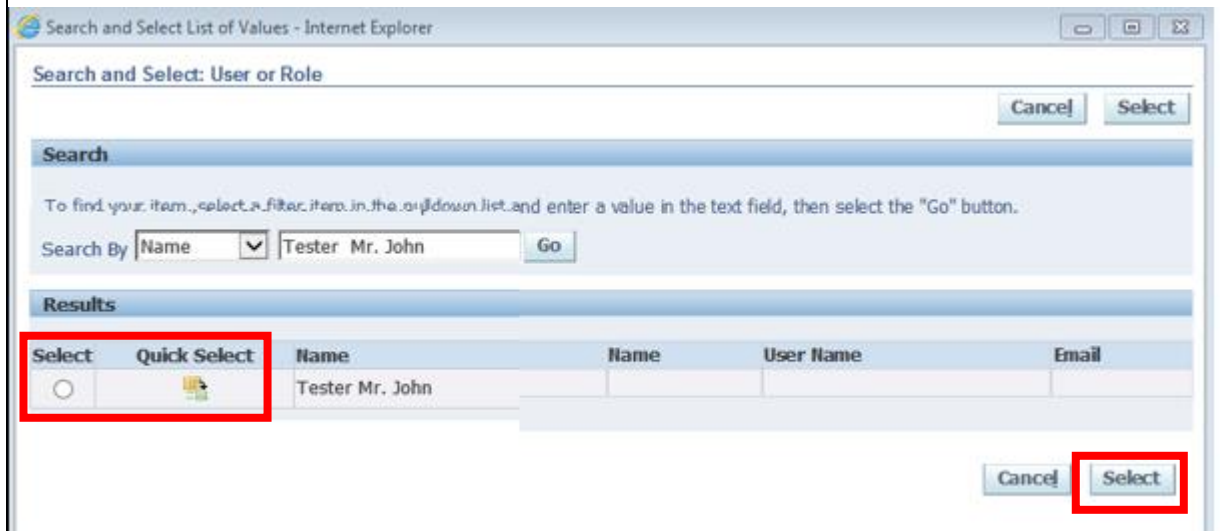 Search and Select List of Values - Internet Explorer
Search and Select: User or Role
Cancel Select
Search
To find your item, select a filter item in the pulldown list and enter a value in the text field, then select the "Go" button.
Search By Name Tester Mr. John Go
Results
Select Quick Select Name Name User Name Email
Tester Mr. John
Cancel Select